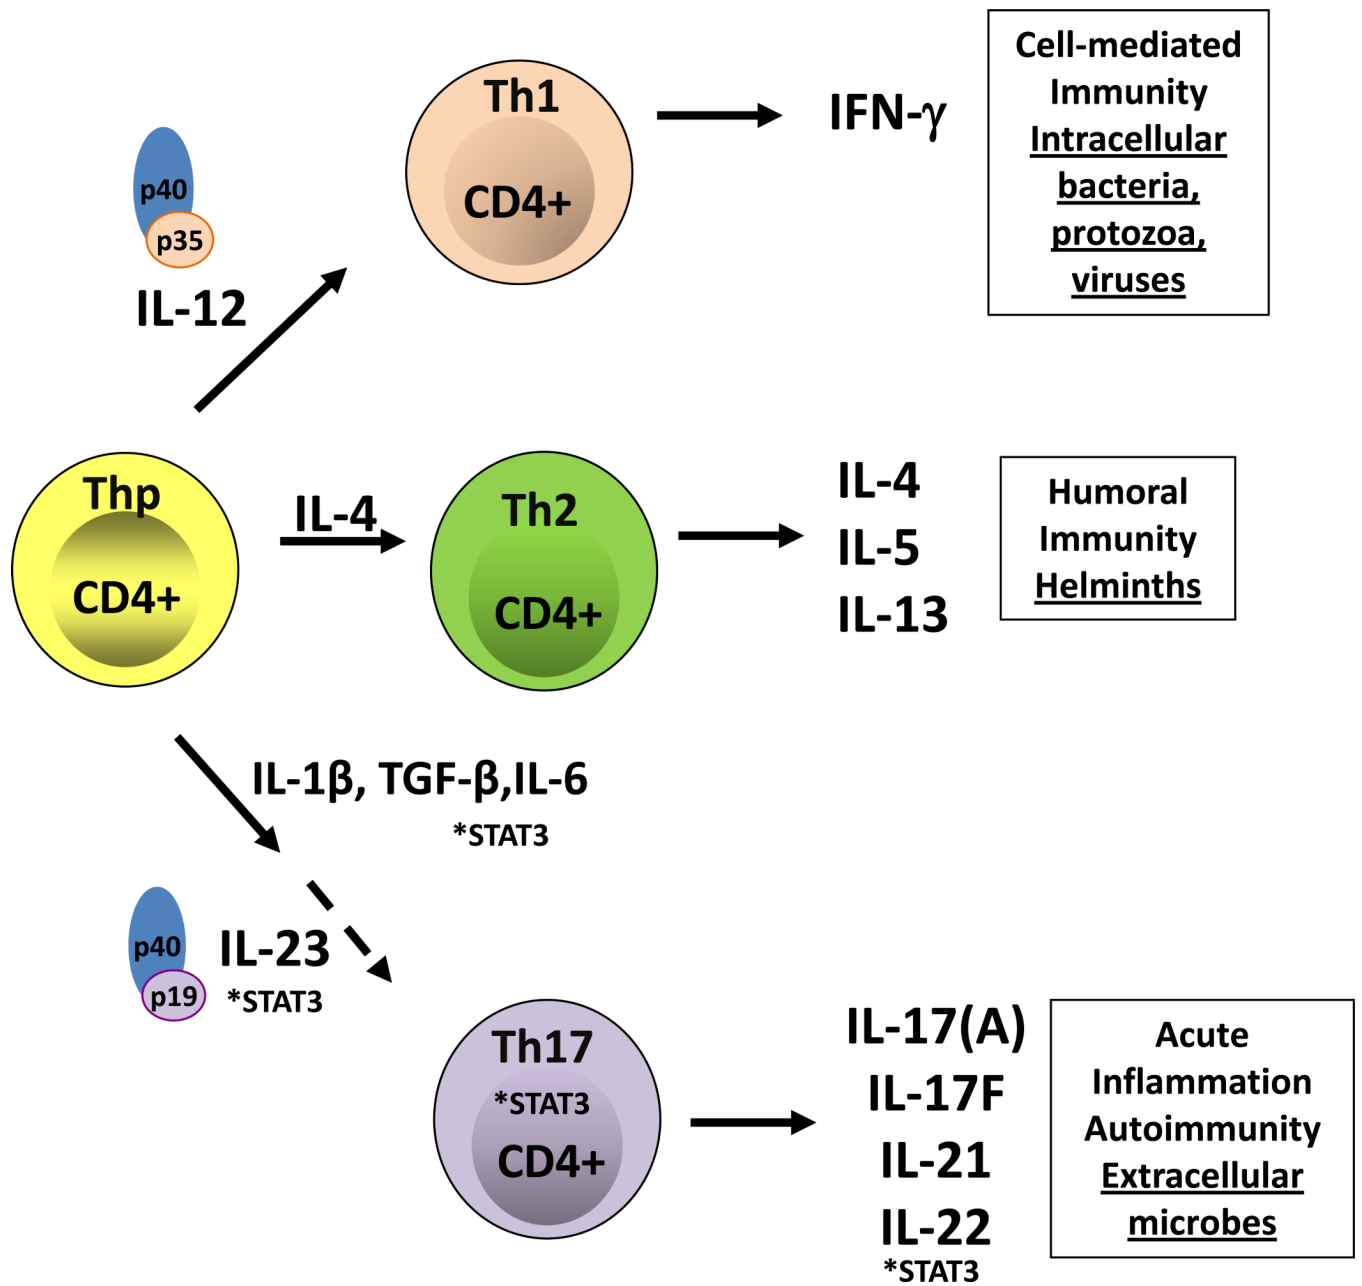 Th1
CD4+
IFN-γ
Cell-mediated
Immunity
Intracellular
bacteria,
protozoa,
viruses
p40
p35
IL-12
Thp
CD4+
IL-4
Th2
CD4+
IL-4
IL-5
IL-13
Humoral
Immunity
Helminths
IL-1β, TGF-β,IL-6
*STAT3
p40
p19
IL-23
*STAT3
Th17
*STAT3
CD4+
IL-17(A)
IL-17F
IL-21
IL-22
*STAT3
Acute
Inflammation
Autoimmunity
Extracellular
microbes